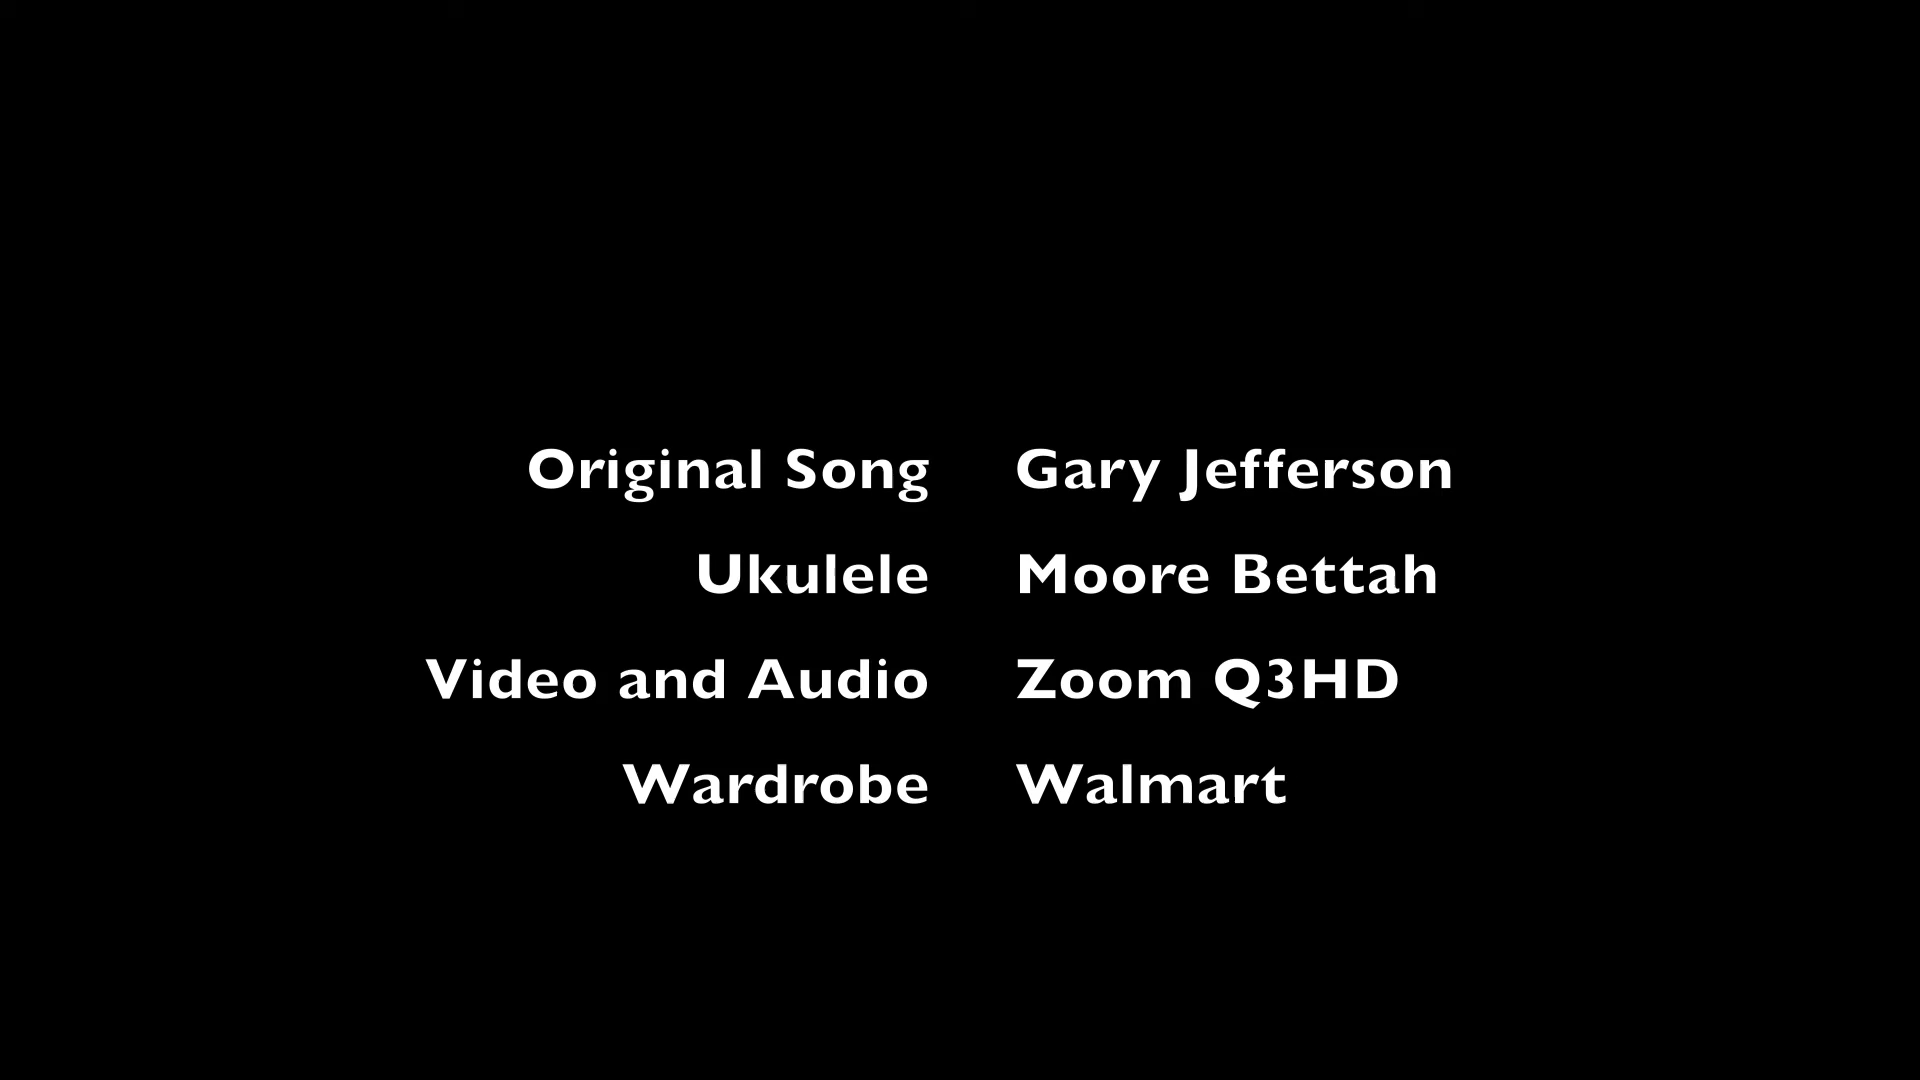 Original Song Gary Jefferson
Ukulele Moore Bettah
Video and Audio Zoom Q3HD
Wardrobe Walmart